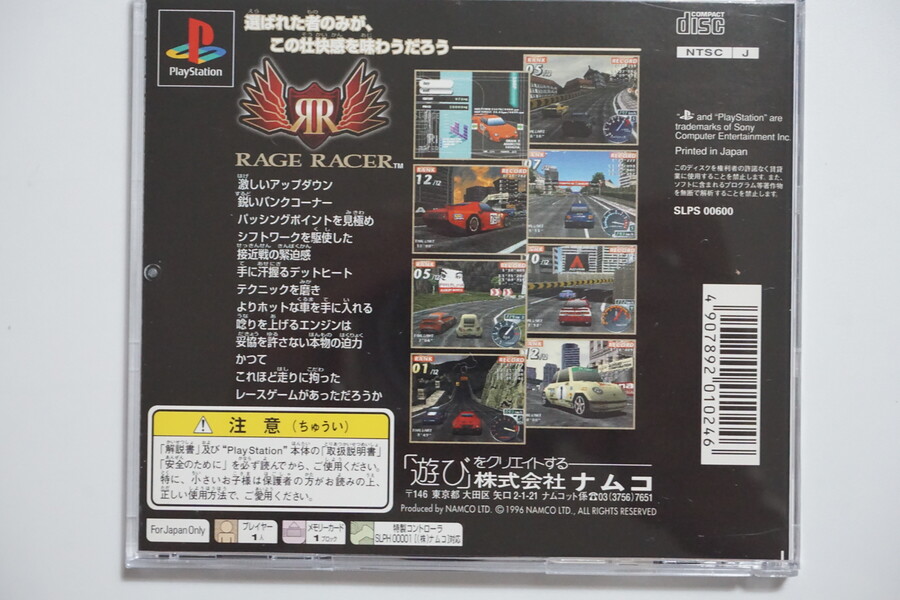 選ばれた者のみが、
この壮快感を味わうだろう
PlayStation
RR
RAGE RACER™
激しいアップダウン
鋭いバンクコーナー
パッシングポイントを見極め
シフトワークを駆使した
接近戦の緊迫感
手に汗握るデットヒート
テクニックを磨き
よりホットな車を手に入れる
唸りを上げるエンジンは
妥協を許さない本物の迫力
かつて
これほど走りに拘った
レースゲームがあっただろうか
注 意 (ちゅうい)
「解説書」及び“PlayStation”本体の「取扱説明書」
「安全のために」を必ず読んでから、ご使用ください。
特に、小さいお子様は保護者の方がお読みの上、
正しい使用方法で、ご愛用ください。
For Japan Only
プレイヤー
1人
メモリーカード
1ブロック
特製コントローラ
SLPH 00001 [(株)ナムコ]対応
RANK
05/12
RECORD
12/12
07
05/12
01/12
「遊び」をクリエイトする
株式会社ナムコ
〒146 東京都 大田区 矢口 2-1-21 ナムコット係☎03(3756)7651
Produced by NAMCO LTD. © 1996 NAMCO LTD., ALL RIGHTS RESERVED
COMPACT
disc
NTSC J
and “PlayStation” are
trademarks of Sony
Computer Entertainment Inc.
Printed in Japan
このディスクを権利者の許諾なく賃貸
業に使用することを禁止します。また、
ソフトに含まれるプログラム等著作物
を無断で解析することを禁止します。
SLPS 00600
4907892010246